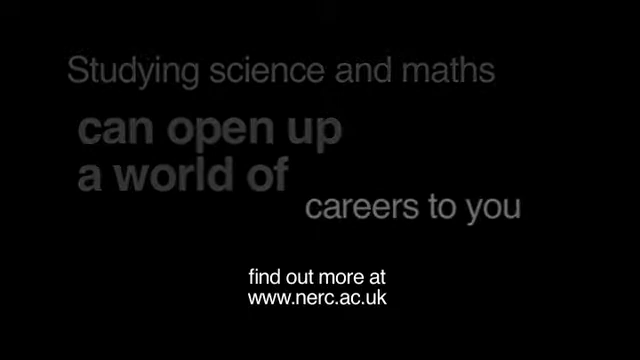 Studying science and maths
can open up
a world of
careers to you
find out more at
www.nerc.ac.uk